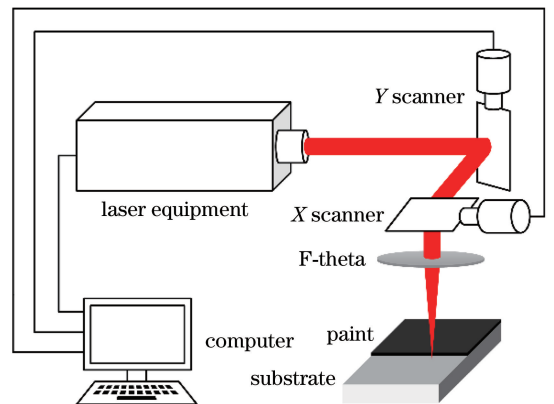 Y scanner
laser equipment
X scanner
F-theta
paint
computer
substrate